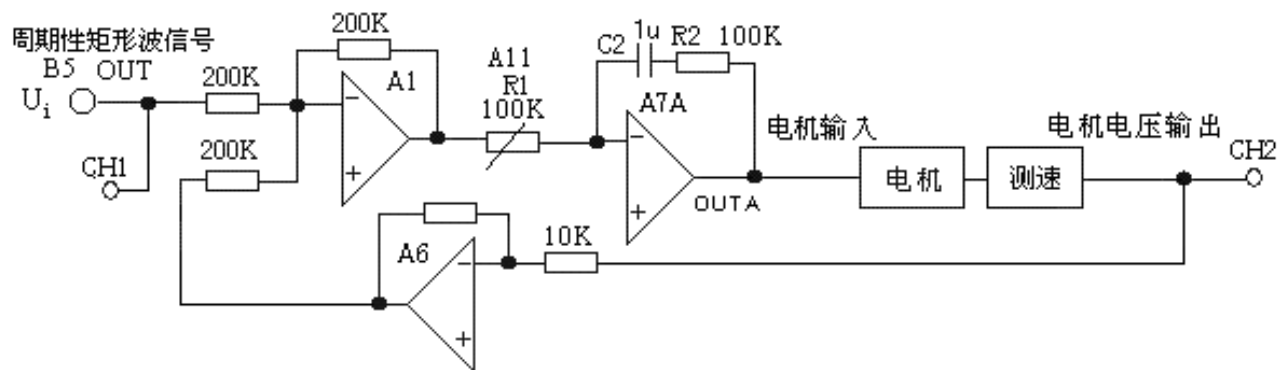 周期性矩形波信号
B5 OUT
Ui
CH1
200K
200K
200K
A1
－
+
A11
R1
100K
C2
1u
R2 100K
A7A
－
+
OUTA
电机输入
电机
测速
电机电压输出
CH2
A6
－
+
10K